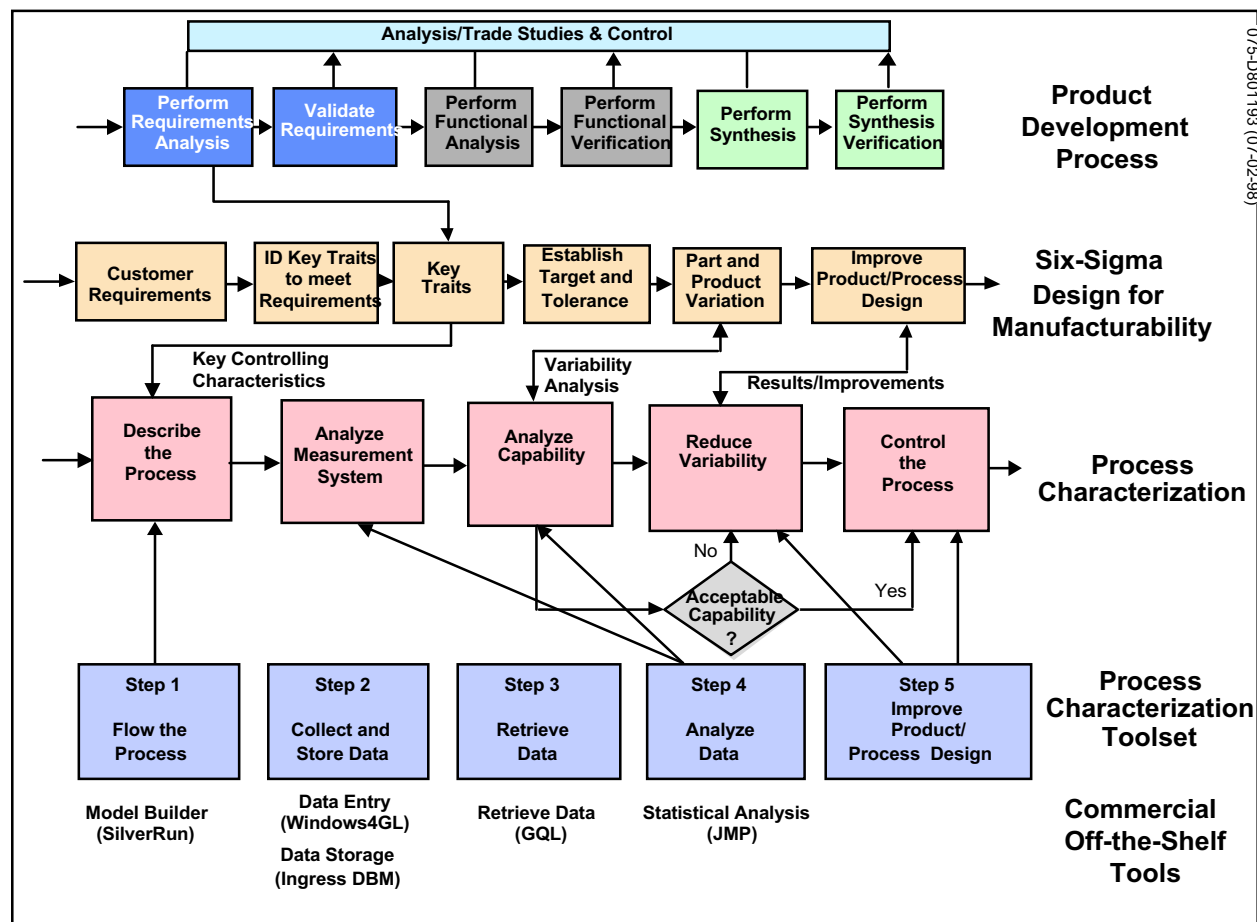 Analysis/Trade Studies & Control
Perform
Requirements
Analysis
Validate
Requirements
Perform
Functional
Analysis
Perform
Functional
Verification
Perform
Synthesis
Perform
Synthesis
Verification
Product
Development
Process
075-D801193 (07-02-98)
Customer
Requirements
ID Key Traits
to meet
Requirements
Key
Traits
Establish
Target and
Tolerance
Part and
Product
Variation
Improve
Product/Process
Design
Six-Sigma
Design for
Manufacturability
Key Controlling
Characteristics
Variability
Analysis
Results/Improvements
Describe
the
Process
Analyze
Measurement
System
Analyze
Capability
Reduce
Variability
Control
the
Process
Process
Characterization
No
Acceptable
Capability
?
Yes
Step 1
Flow the
Process
Step 2
Collect and
Store Data
Step 3
Retrieve
Data
Step 4
Analyze
Data
Step 5
Improve
Product/
Process Design
Process
Characterization
Toolset
Model Builder
(SilverRun)
Data Entry
(Windows4GL)
Data Storage
(Ingress DBM)
Retrieve Data
(GQL)
Statistical Analysis
(JMP)
Commercial
Off-the-Shelf
Tools